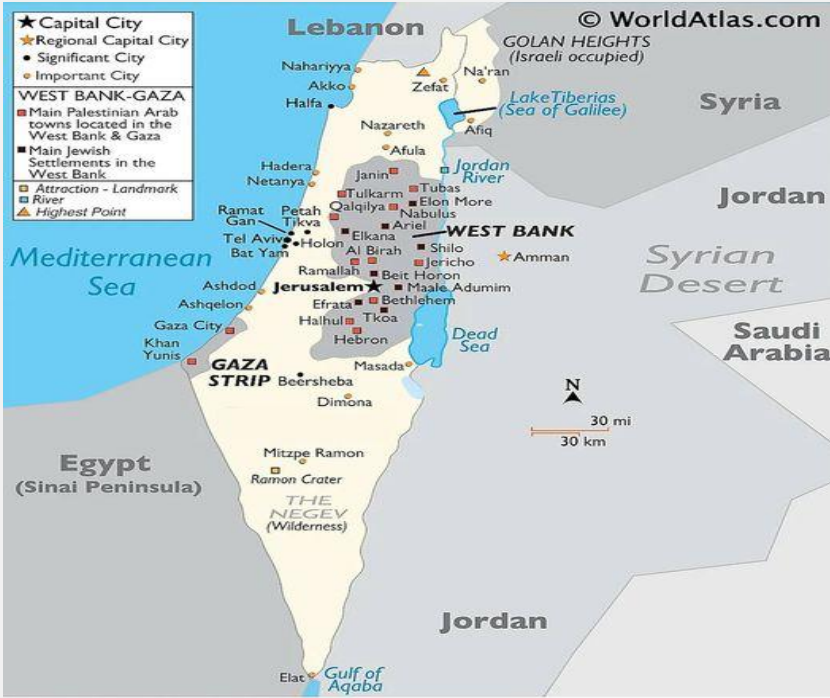 Capital City
Regional Capital City
Significant City
Important City
WEST BANK-GAZA
Main Palestinian Arab
towns located in the
West Bank & Gaza
Main Jewish
Settlements in the
West Bank
Attraction - Landmark
River
Highest Point
© WorldAtlas.com
Lebanon
GOLAN HEIGHTS
(Israeli occupied)
Nahariyya
Akko
Halfa
Zefat
Na'ran
Lake Tiberias
(Sea of Galilee)
Syria
Nazareth
Afiq
Afula
Hadera
Netanya
Janin
Jordan
River
Tulkarm
Tubas
Qalqilya
Elon More
Nabulus
Jordan
Ramat
Gan
Petah
Tikva
Ariel
Elkana
WEST BANK
Tel Aviv
Holon
Bat Yam
Shilo
Al Birah
Jericho
Amman
Mediterranean
Sea
Syrian
Desert
Ramallah
Beit Horon
Ashdod
Jerusalem
Maale Adumim
Ashqelon
Efrata
Bethlehem
Tkoa
Gaza City
Halhul
Hebron
Dead
Sea
Saudi
Arabia
Khan
Yunis
GAZA
STRIP
Masada
Beersheba
Dimona
N
30 mi
30 km
Egypt
(Sinai Peninsula)
Mitzpe Ramon
Ramon Crater
THE
NEGEV
(Wilderness)
Jordan
Elat
Gulf of
Aqaba